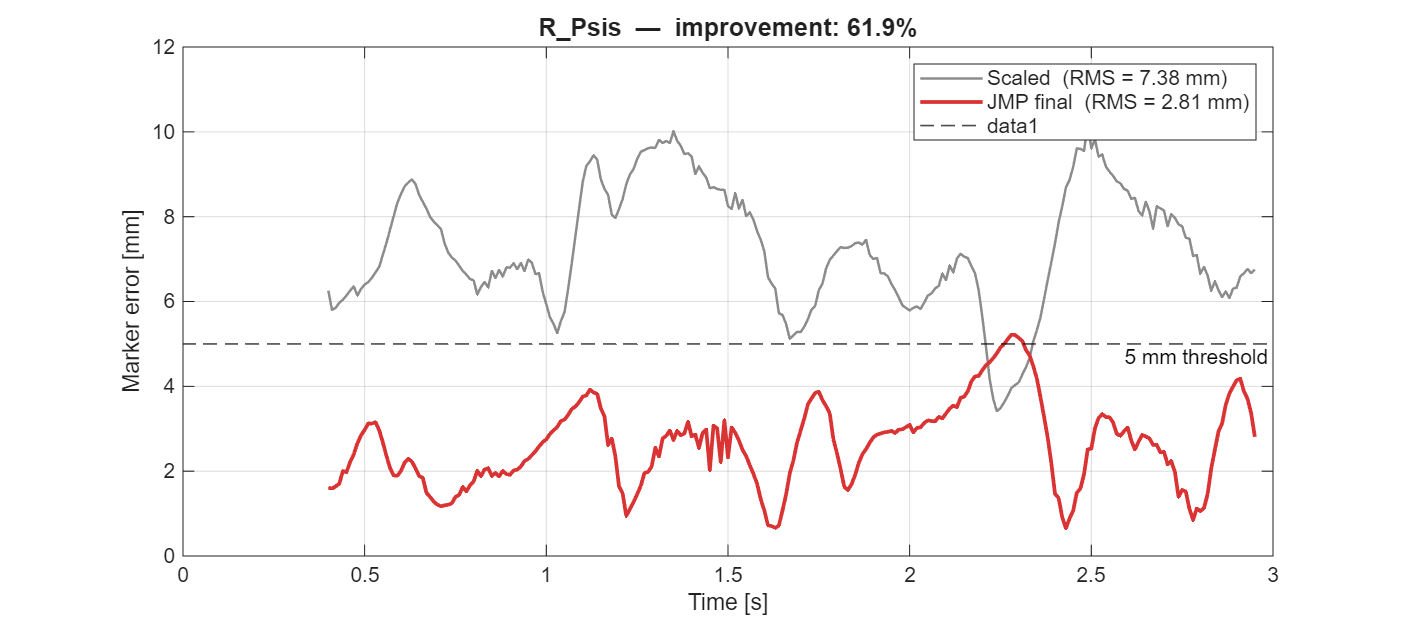 R_Psis — improvement: 61.9%
12
10
8
6
4
2
0
Marker error [mm]
Scaled (RMS = 7.38 mm)
JMP final (RMS = 2.81 mm)
data1
5 mm threshold
0 0.5 1 1.5 2 2.5 3
Time [s]